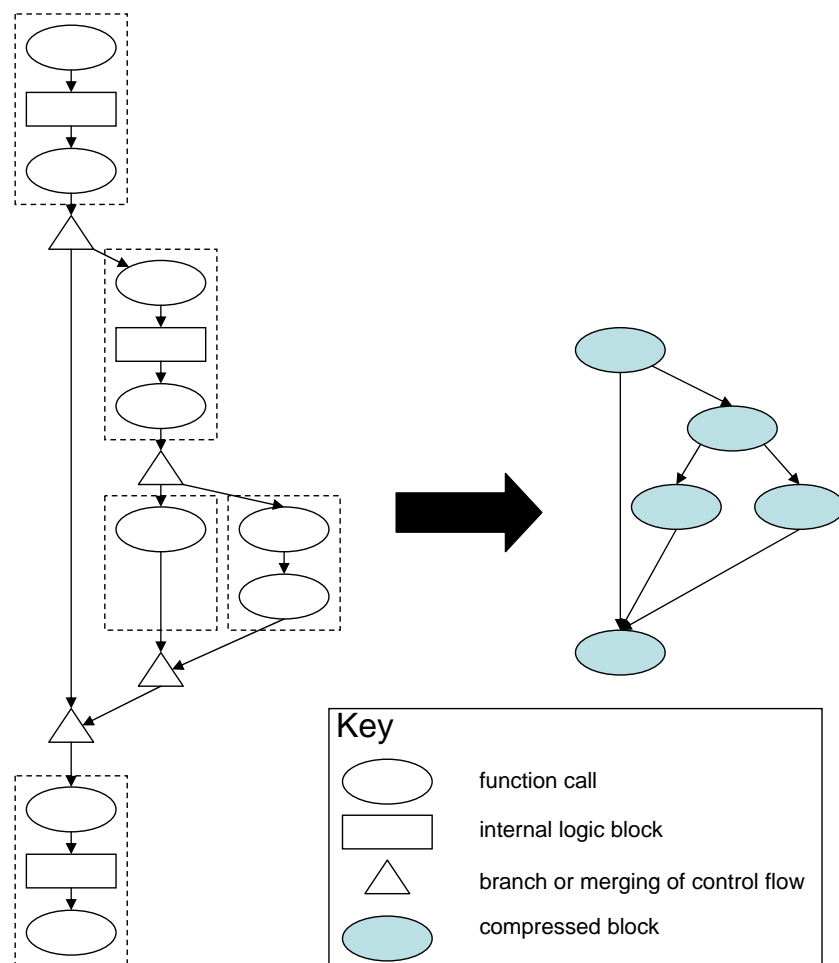 Key
function call
internal logic block
branch or merging of control flow
compressed block